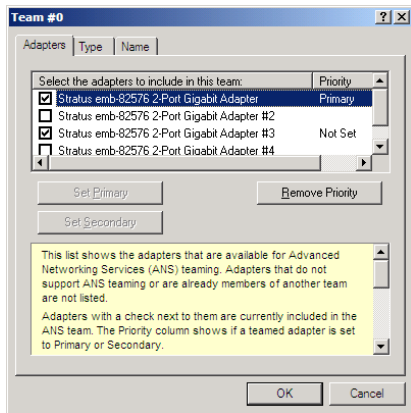 Team #0
Adapters Type Name
Select the adapters to include in this team: Priority
Stratus emb-82576 2-Port Gigabit Adapter Primary
Stratus emb-82576 2-Port Gigabit Adapter #2
Stratus emb-82576 2-Port Gigabit Adapter #3 Not Set
Stratus emb-82576 2-Port Gigabit Adapter #4
Set Primary Remove Priority
Set Secondary
This list shows the adapters that are available for Advanced
Networking Services (ANS) teaming. Adapters that do not
support ANS teaming or are already members of another team
are not listed.
Adapters with a check next to them are currently included in the
ANS team. The Priority column shows if a teamed adapter is set
to Primary or Secondary.
OK Cancel